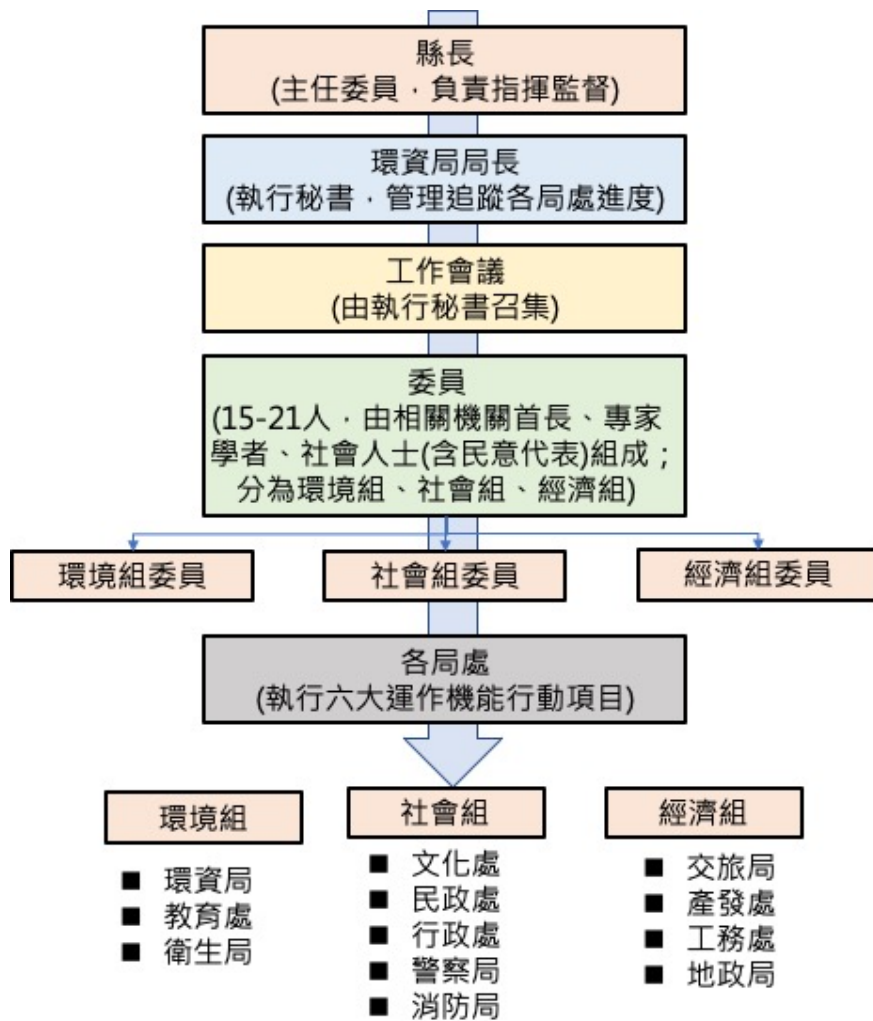 縣長
(主任委員，負責指揮監督)
環資局局長
(執行秘書，管理追蹤各局處進度)
工作會議
(由執行秘書召集)
委員
(15-21人，由相關機關首長、專家
學者、社會人士(含民意代表)組成；
分為環境組、社會組、經濟組)
環境組委員
社會組委員
經濟組委員
各局處
(執行六大運作機能行動項目)
環境組
■ 環資局
■ 教育處
■ 衛生局
社會組
■ 文化處
■ 民政處
■ 行政處
■ 警察局
■ 消防局
經濟組
■ 交旅局
■ 產發處
■ 工務處
■ 地政局